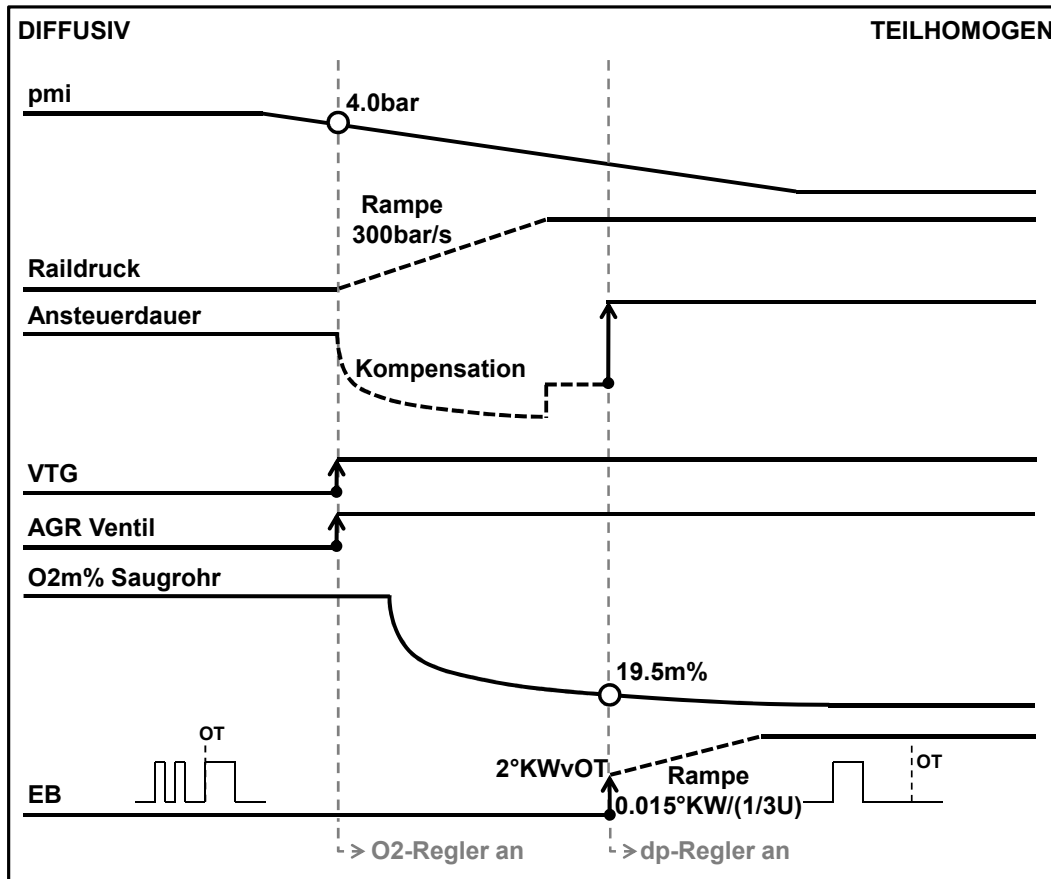 DIFFUSIV
TEILHOMOGEN
pmi
4.0bar
Rampe
300bar/s
Raildruck
Ansteuerdauer
Kompensation
VTG
AGR Ventil
O2m% Saugrohr
19.5m%
OT
2°KWvOT
Rampe
0.015°KW/(1/3U)
OT
EB
O2-Regler an
dp-Regler an